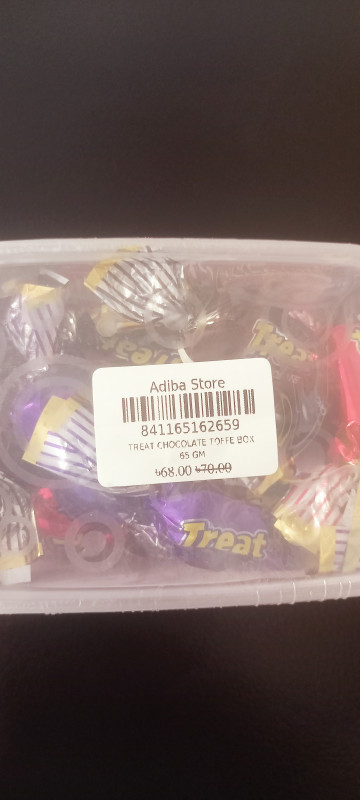 Treat
Treat
Adiba Store
841165162659
TREAT CHOCOLATE TOFFE BOX
65 GM
৳68.00 ৳70.00
Treat